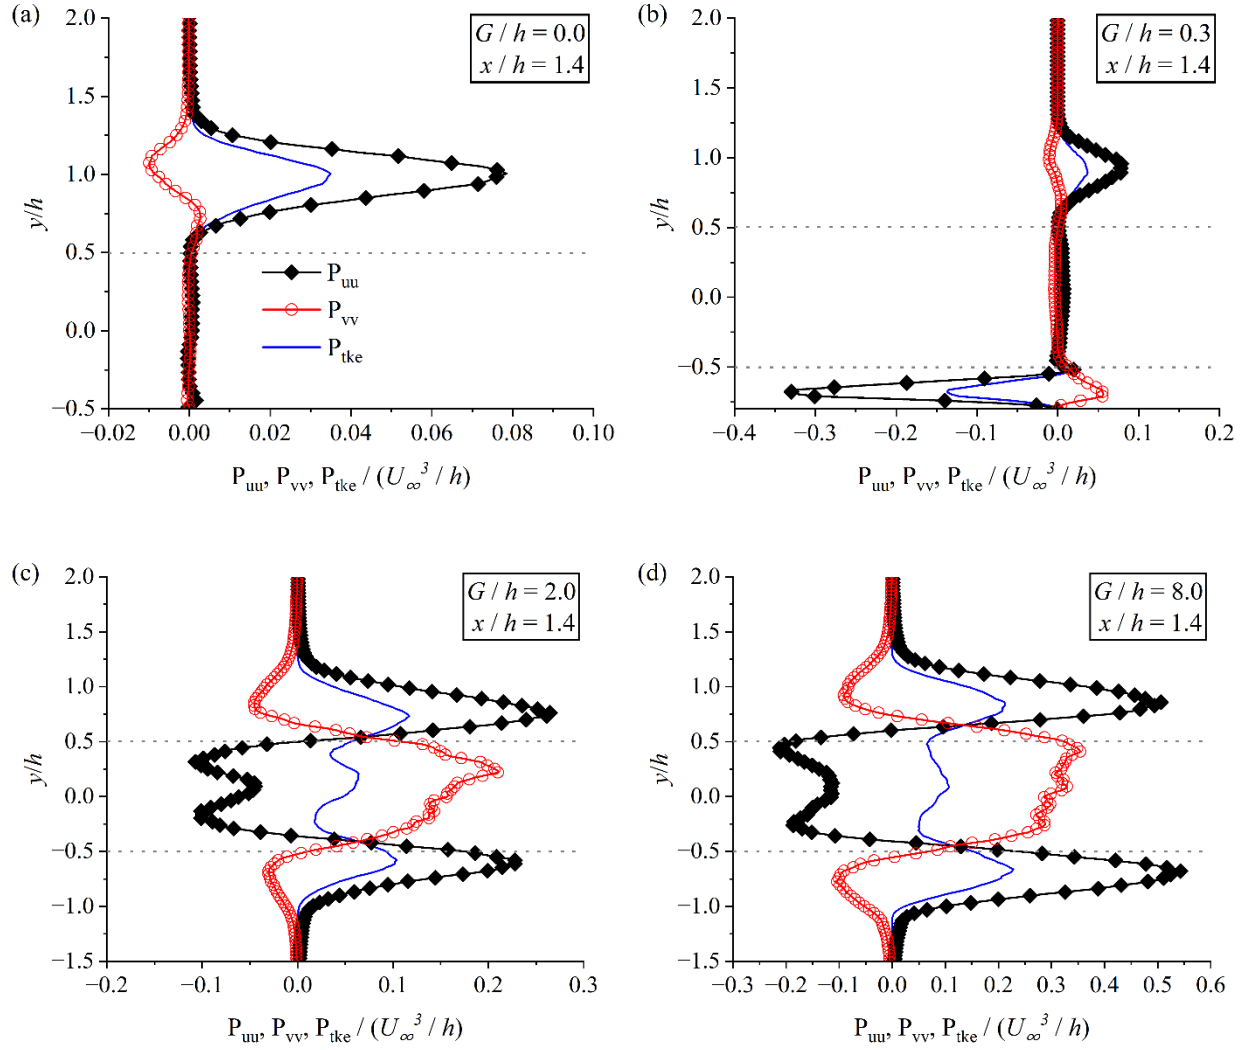 (a)
G / h = 0.0
x / h = 1.4
2.0
1.5
1.0
0.5
0.0
−0.5
y/h
P_uu
P_vv
P_tke
−0.02 0.00 0.02 0.04 0.06 0.08 0.10
P_uu, P_vv, P_tke / (U_∞^3 / h)
(b)
G / h = 0.3
x / h = 1.4
2.0
1.5
1.0
0.5
0.0
−0.5
y/h
−0.4 −0.3 −0.2 −0.1 0.0 0.1 0.2
P_uu, P_vv, P_tke / (U_∞^3 / h)
(c)
G / h = 2.0
x / h = 1.4
2.0
1.5
1.0
0.5
0.0
−0.5
−1.0
−1.5
y/h
−0.2 −0.1 0.0 0.1 0.2 0.3
P_uu, P_vv, P_tke / (U_∞^3 / h)
(d)
G / h = 8.0
x / h = 1.4
2.0
1.5
1.0
0.5
0.0
−0.5
−1.0
−1.5
y/h
−0.3 −0.2 −0.1 0.0 0.1 0.2 0.3 0.4 0.5 0.6
P_uu, P_vv, P_tke / (U_∞^3 / h)